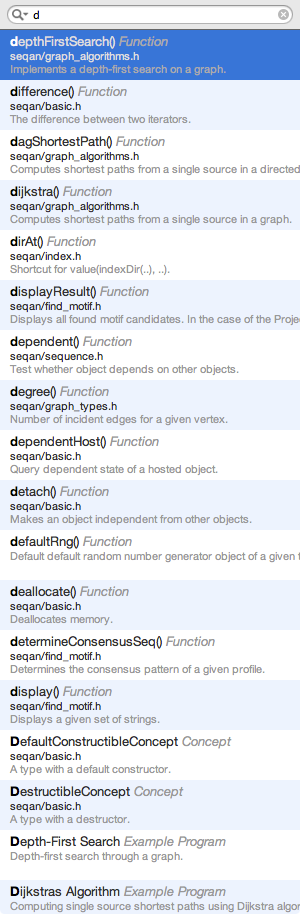 d
depthFirstSearch() Function
seqan/graph_algorithms.h
Implements a depth-first search on a graph.
difference() Function
seqan/basic.h
The difference between two iterators.
dagShortestPath() Function
seqan/graph_algorithms.h
Computes shortest paths from a single source in a directed
dijkstra() Function
seqan/graph_algorithms.h
Computes shortest paths from a single source in a graph.
dirAt() Function
seqan/index.h
Shortcut for value(indexDir(..), ..).
displayResult() Function
seqan/find_motif.h
Displays all found motif candidates. In the case of the Proje
dependent() Function
seqan/sequence.h
Test whether object depends on other objects.
degree() Function
seqan/graph_types.h
Number of incident edges for a given vertex.
dependentHost() Function
seqan/basic.h
Query dependent state of a hosted object.
detach() Function
seqan/basic.h
Makes an object independent from other objects.
defaultRng() Function
Default default random number generator object of a given t
deallocate() Function
seqan/basic.h
Deallocates memory.
determineConsensusSeq() Function
seqan/find_motif.h
Determines the consensus pattern of a given profile.
display() Function
seqan/find_motif.h
Displays a given set of strings.
DefaultConstructibleConcept Concept
seqan/basic.h
A type with a default constructor.
DestructibleConcept Concept
seqan/basic.h
A type with a destructor.
Depth-First Search Example Program
Depth-first search through a graph.
Dijkstras Algorithm Example Program
Computing single source shortest paths using Dijkstra algor